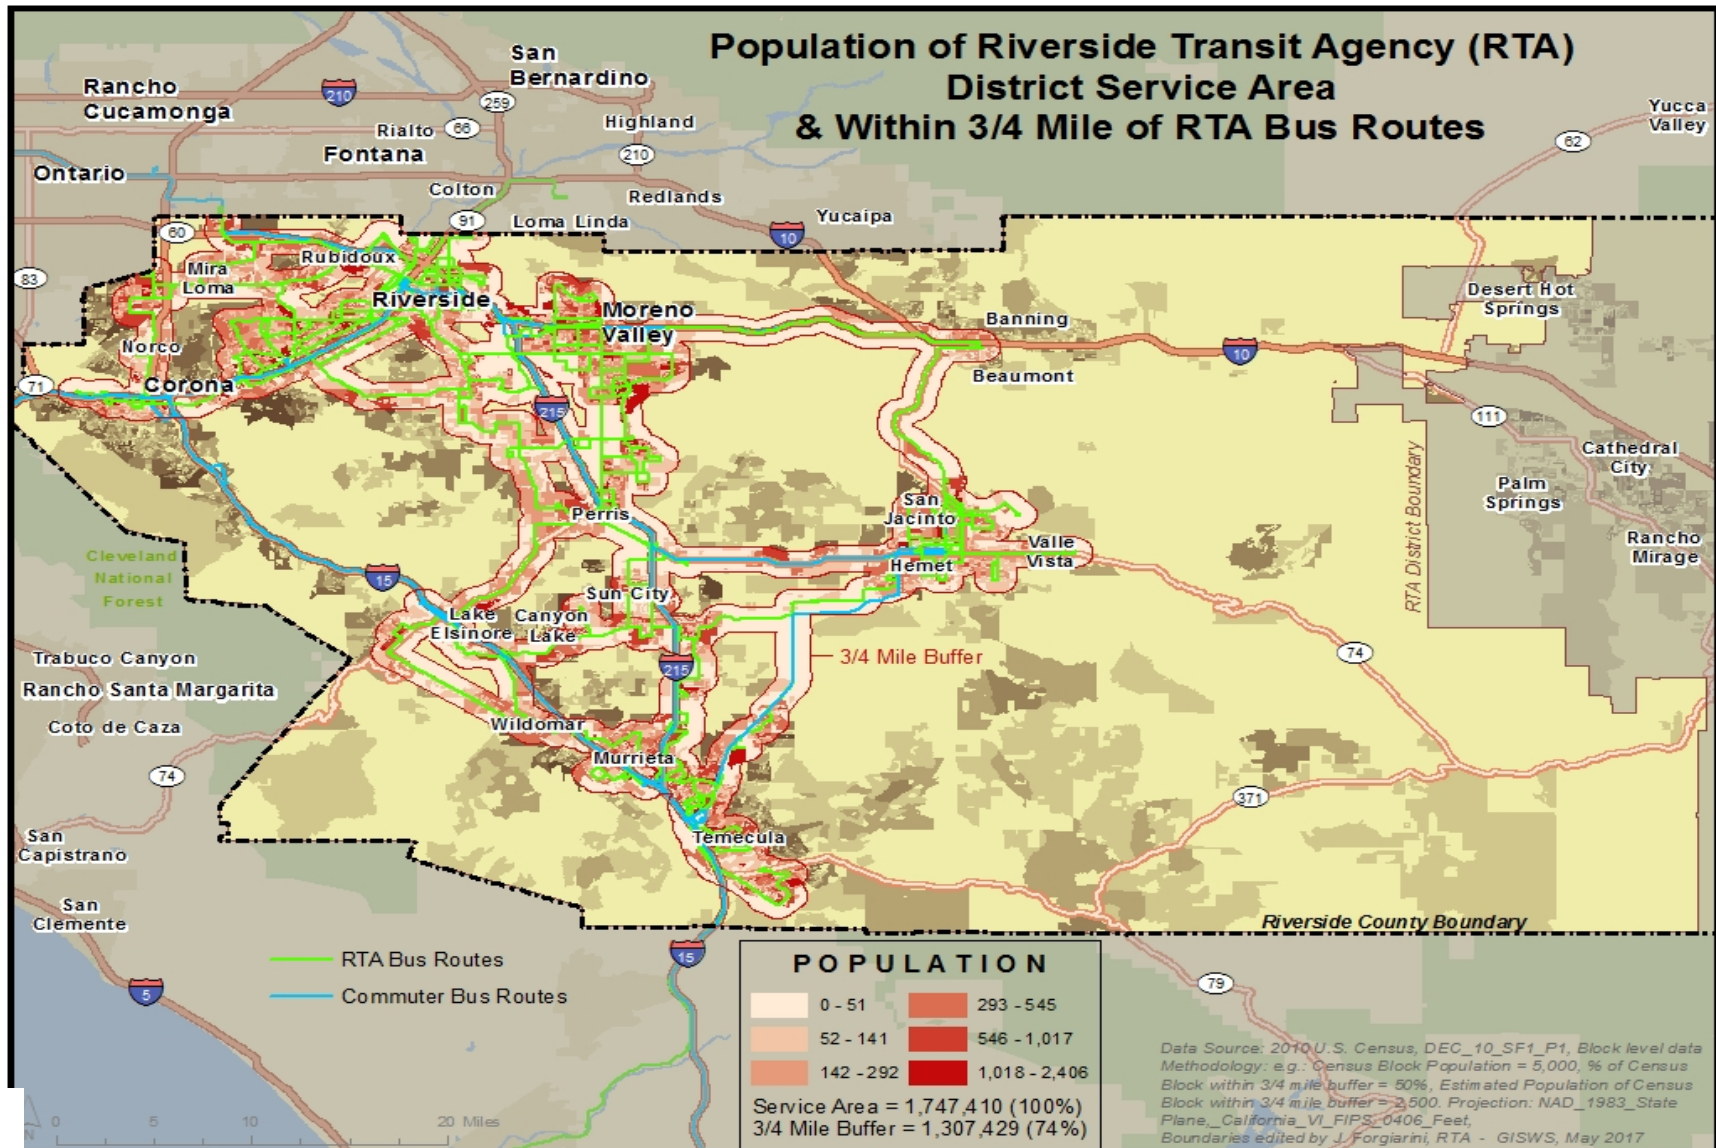 Population of Riverside Transit Agency (RTA)
District Service Area
& Within 3/4 Mile of RTA Bus Routes
San
Bernardino
Rancho
Cucamonga
210
259
Rialto
66
Highland
Fontana
210
Ontario
Colton
Redlands
91
Loma Linda
Yucaipa
10
60
Yucca
Valley
62
83
Mira
Loma
Rubidoux
Riverside
Norco
Corona
71
Moreno
Valley
215
Banning
Beaumont
10
Desert Hot
Springs
111
Cathedral
City
Palm
Springs
Rancho
Mirage
RTA District Boundary
Perris
San
Jacinto
Hemet
Valle
Vista
Cleveland
National
Forest
15
Lake
Elsinore
Canyon
Lake
Sun City
215
3/4 Mile Buffer
74
Trabuco Canyon
Rancho Santa Margarita
Coto de Caza
74
Wildomar
Murrieta
Temecula
371
San
Capistrano
San
Clemente
Riverside County Boundary
RTA Bus Routes
Commuter Bus Routes
5
15
79
POPULATION
0 - 51
293 - 545
52 - 141
546 - 1,017
142 - 292
1,018 - 2,406
Service Area = 1,747,410 (100%)
3/4 Mile Buffer = 1,307,429 (74%)
N
0 5 10 20 Miles
Data Source: 2010 U.S. Census, DEC_10_SF1_P1, Block level data
Methodology: e.g.: Census Block Population = 5,000, % of Census
Block within 3/4 mile buffer = 50%, Estimated Population of Census
Block within 3/4 mile buffer = 2,500. Projection: NAD_1983_State
Plane,_California_VI_FIPS_0406_Feet,
Boundaries edited by J. Forgiarini, RTA - GISWS, May 2017